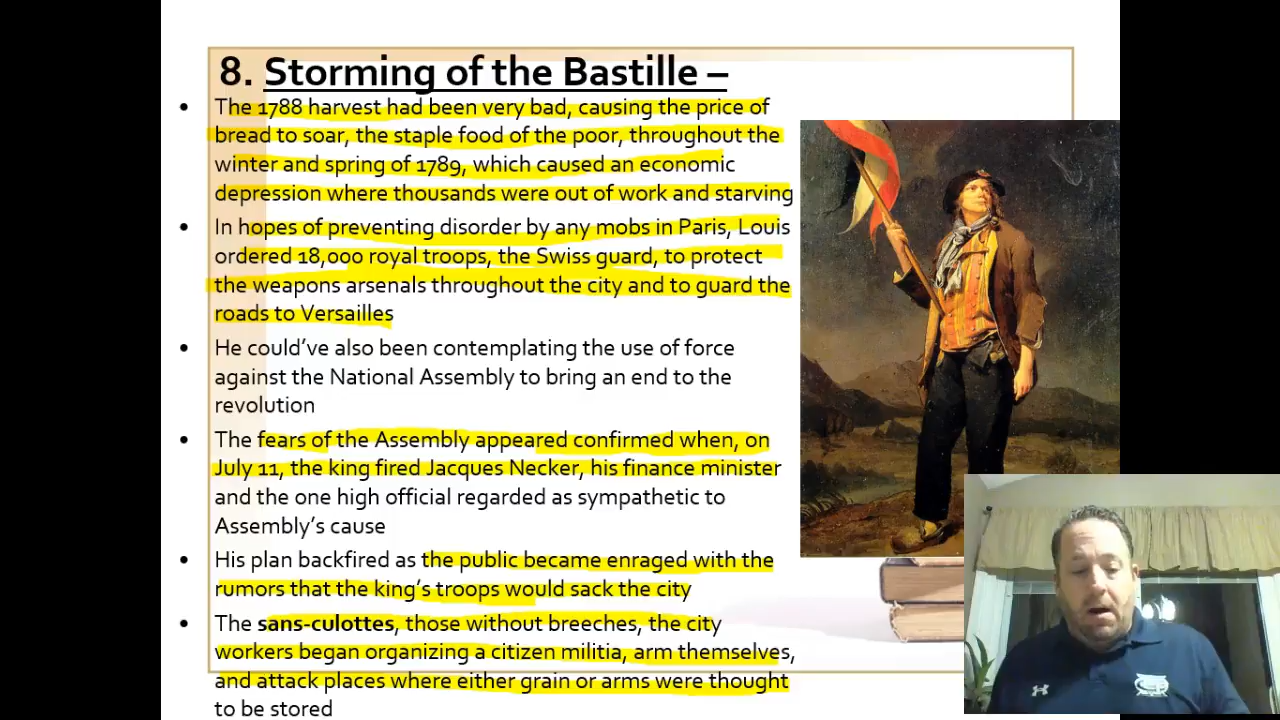 8. Storming of the Bastille –
• The 1788 harvest had been very bad, causing the price of
bread to soar, the staple food of the poor, throughout the
winter and spring of 1789, which caused an economic
depression where thousands were out of work and starving
• In hopes of preventing disorder by any mobs in Paris, Louis
ordered 18,000 royal troops, the Swiss guard, to protect
the weapons arsenals throughout the city and to guard the
roads to Versailles
• He could’ve also been contemplating the use of force
against the National Assembly to bring an end to the
revolution
• The fears of the Assembly appeared confirmed when, on
July 11, the king fired Jacques Necker, his finance minister
and the one high official regarded as sympathetic to
Assembly’s cause
• His plan backfired as the public became enraged with the
rumors that the king’s troops would sack the city
• The sans-culottes, those without breeches, the city
workers began organizing a citizen militia, arm themselves,
and attack places where either grain or arms were thought
to be stored